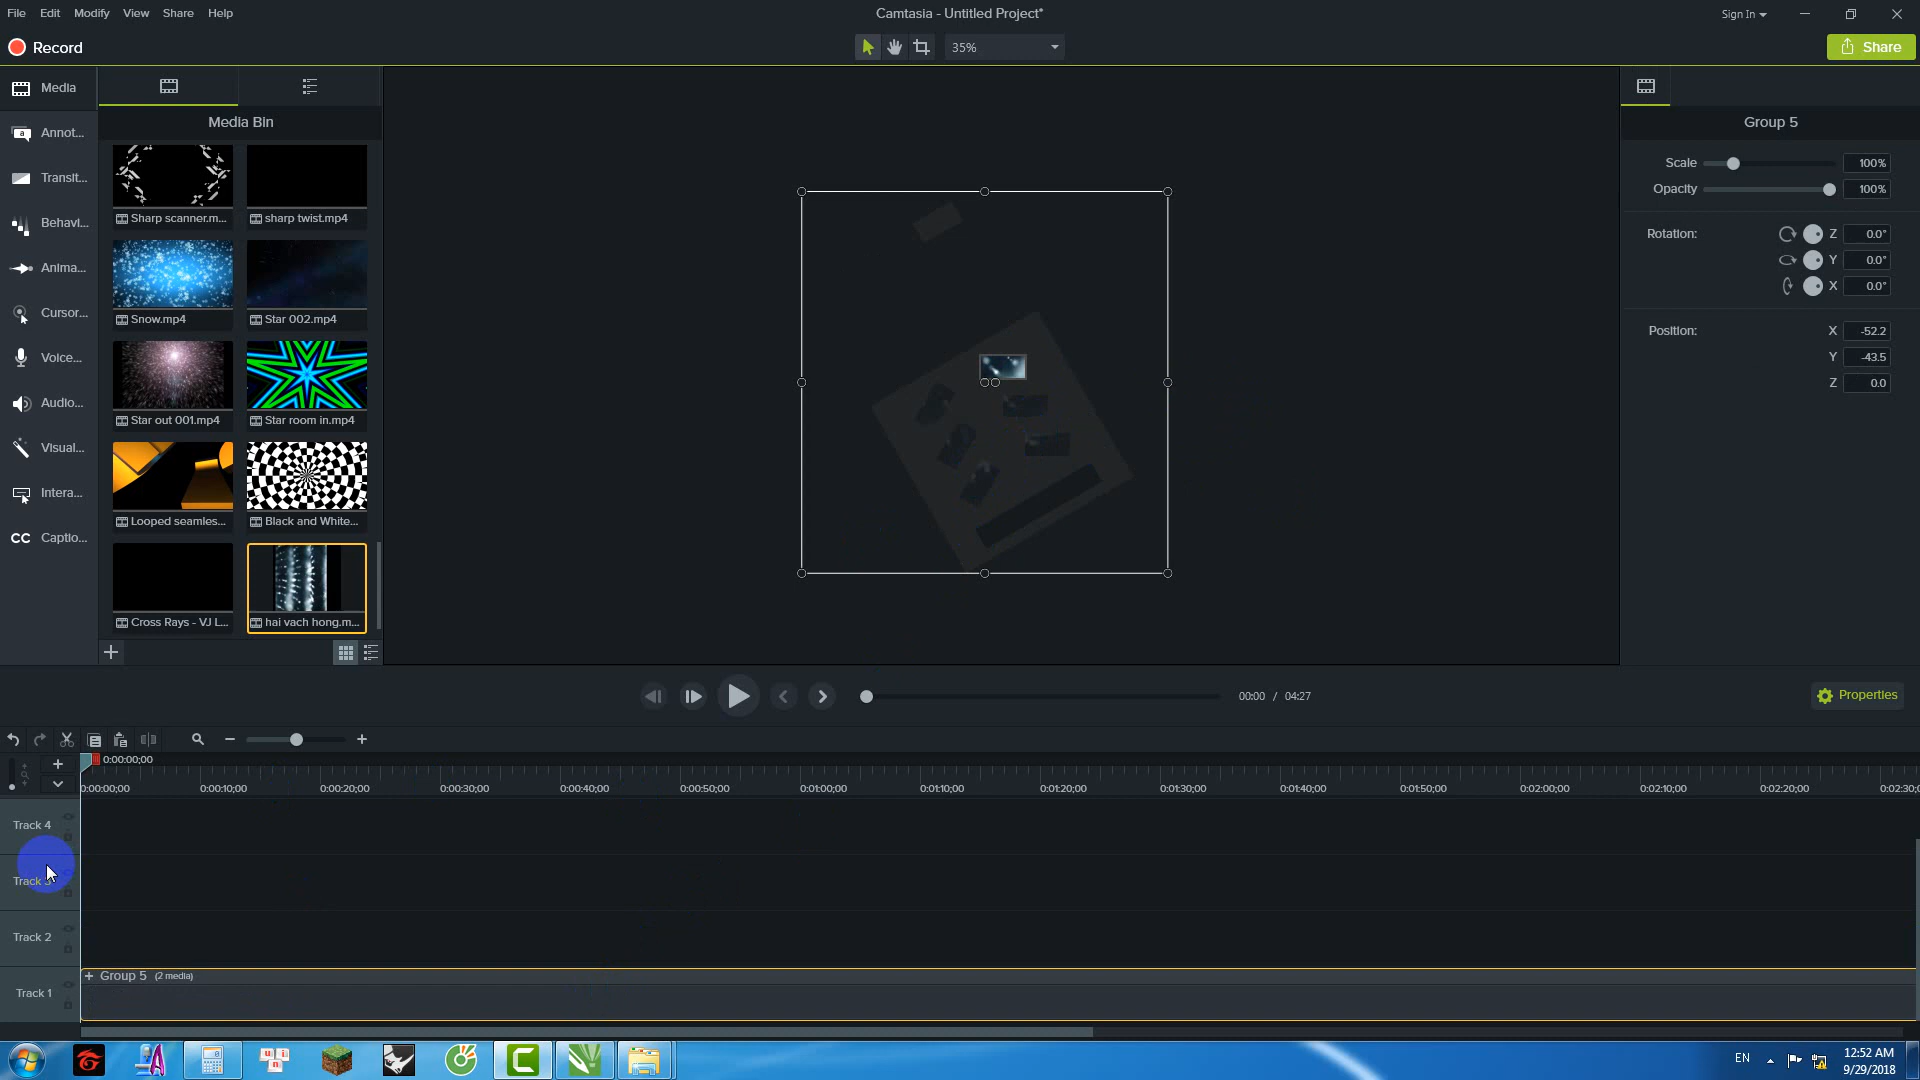 File Edit Modify View Share Help
Camtasia - Untitled Project*
Sign In
Record
35%
Share
Media
Annot...
Transit...
Behavi...
Anima...
Cursor...
Voice...
Audio...
Visual...
Intera...
CC Captio...
Media Bin
Sharp scanner.m... sharp twist.mp4
Snow.mp4 Star 002.mp4
Star out 001.mp4 Star room in.mp4
Looped seamles... Black and White...
Cross Rays - VJ L... hai vach hong.m...
Group 5
Scale 100%
Opacity 100%
Rotation: Z 0.0°
Y 0.0°
X 0.0°
Position: X -52.2
Y -43.5
Z 0.0
00:00 / 04:27
Properties
0:00:00;00
0:00:00;00 0:00:10;00 0:00:20;00 0:00:30;00 0:00:40;00 0:00:50;00 0:01:00;00 0:01:10;00 0:01:20;00 0:01:30;00 0:01:40;00 0:01:50;00 0:02:00;00 0:02:10;00 0:02:20;00 0:02:30;0
Track 4
Track 3
Track 2
Track 1
+ Group 5 (2 media)
EN
12:52 AM
9/29/2018